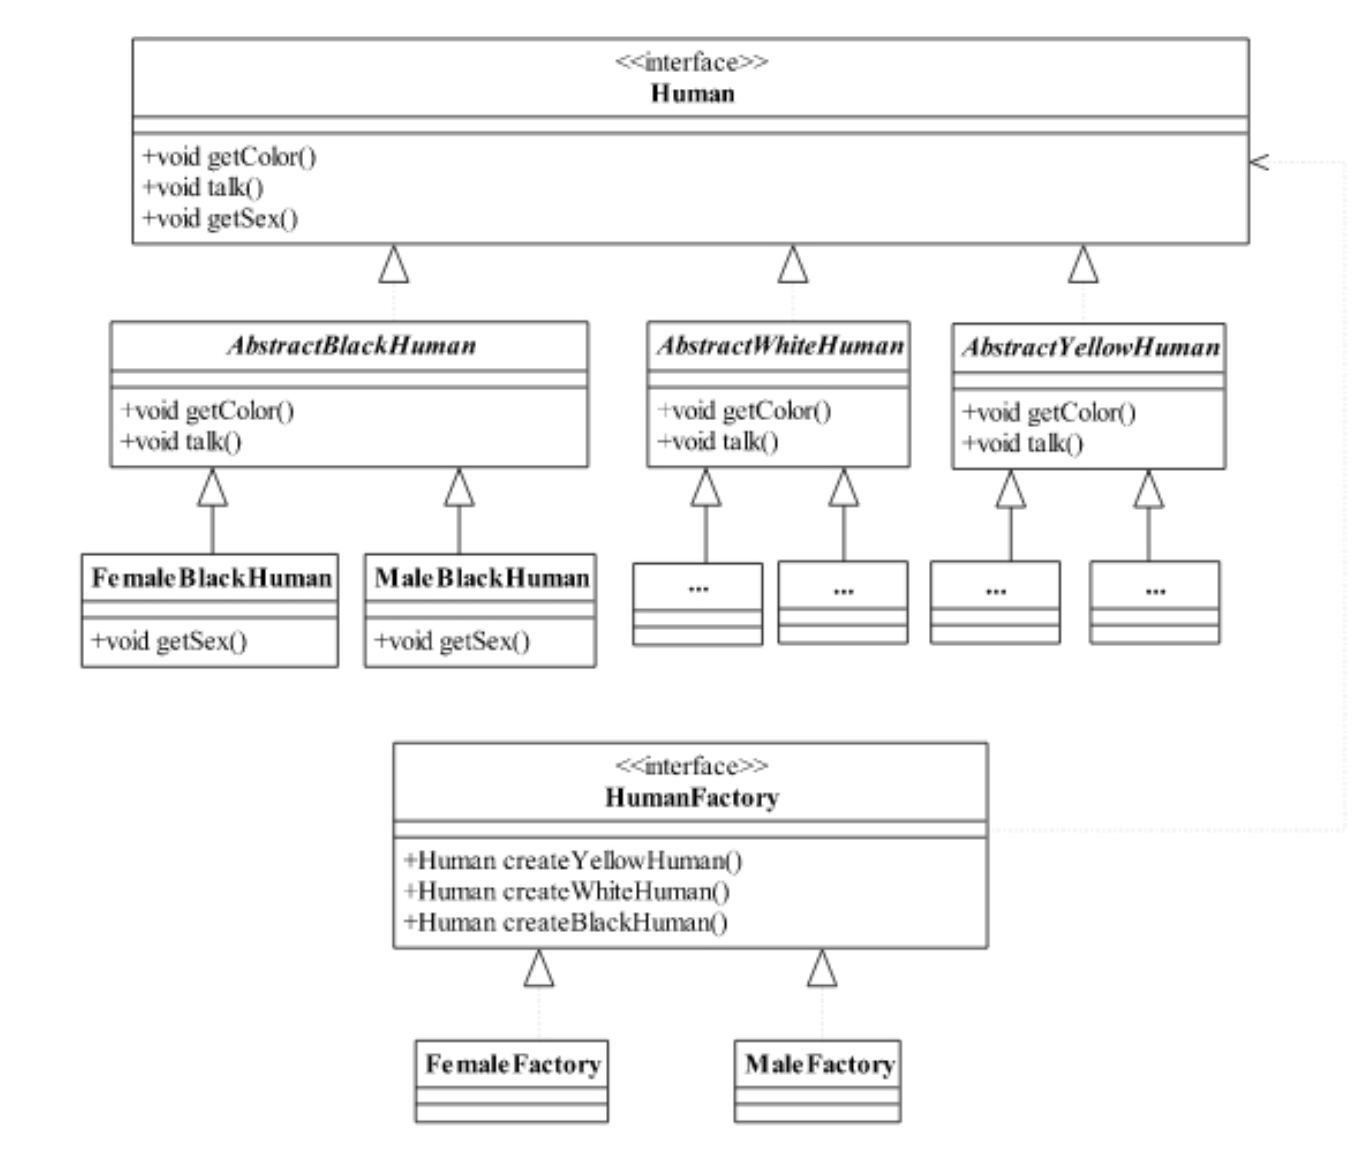 <<interface>>
Human
+void getColor()
+void talk()
+void getSex()
AbstractBlackHuman
+void getColor()
+void talk()
AbstractWhiteHuman
+void getColor()
+void talk()
AbstractYellowHuman
+void getColor()
+void talk()
FemaleBlackHuman
+void getSex()
MaleBlackHuman
+void getSex()
...
...
...
...
<<interface>>
HumanFactory
+Human createYellowHuman()
+Human createWhiteHuman()
+Human createBlackHuman()
FemaleFactory
MaleFactory